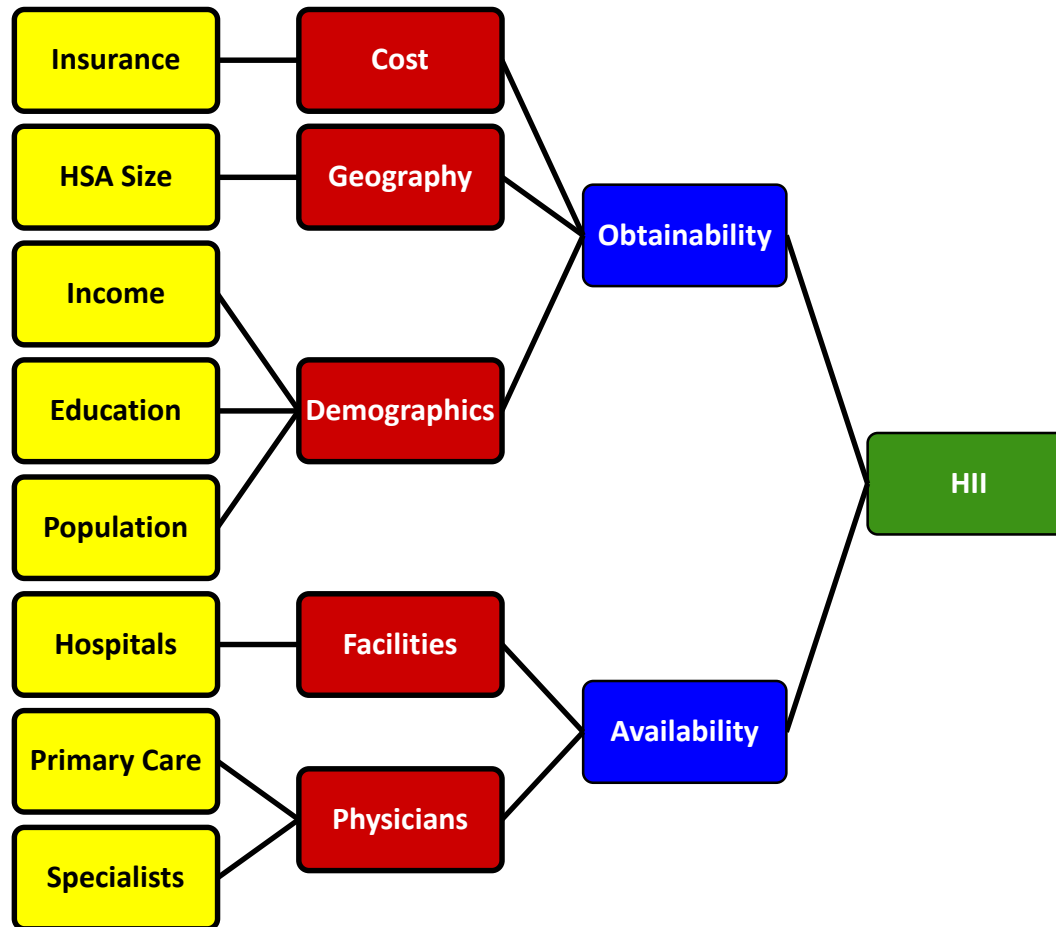 Insurance
Cost
HSA Size
Geography
Obtainability
Income
Education
Demographics
Population
HII
Hospitals
Facilities
Availability
Primary Care
Physicians
Specialists